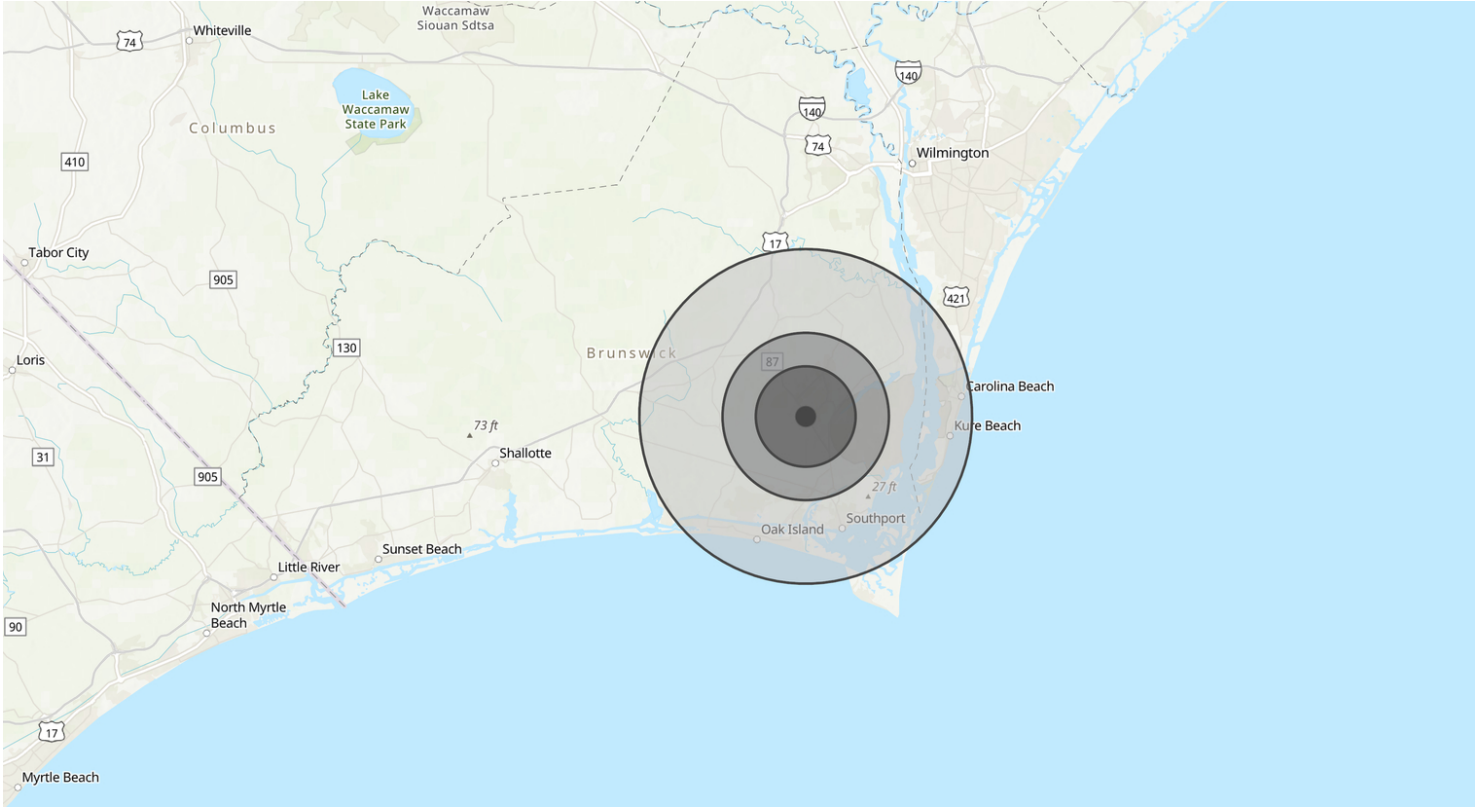 Waccamaw
Siouan Sdtsa
Whiteville
74
140
Lake
Waccamaw
State Park
140
Columbus
74
Wilmington
410
17
Tabor City
905
421
130
Brunswick
87
Loris
Carolina Beach
73 ft
Kure Beach
Shallotte
31
905
27 ft
Southport
Oak Island
Sunset Beach
Little River
North Myrtle
Beach
90
17
Myrtle Beach